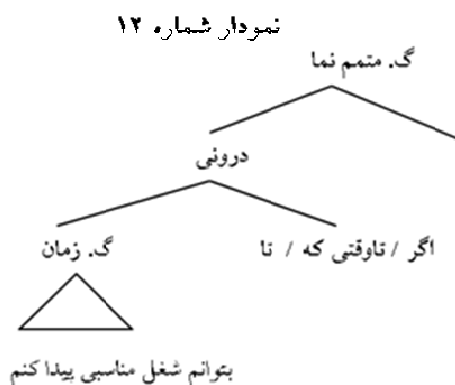 نمودار شماره ۱۲
گ. متمم نما
درونی
اگر / تاوقتی که / تا
گ. زمان
بتوانم شغل مناسبی پیدا کنم